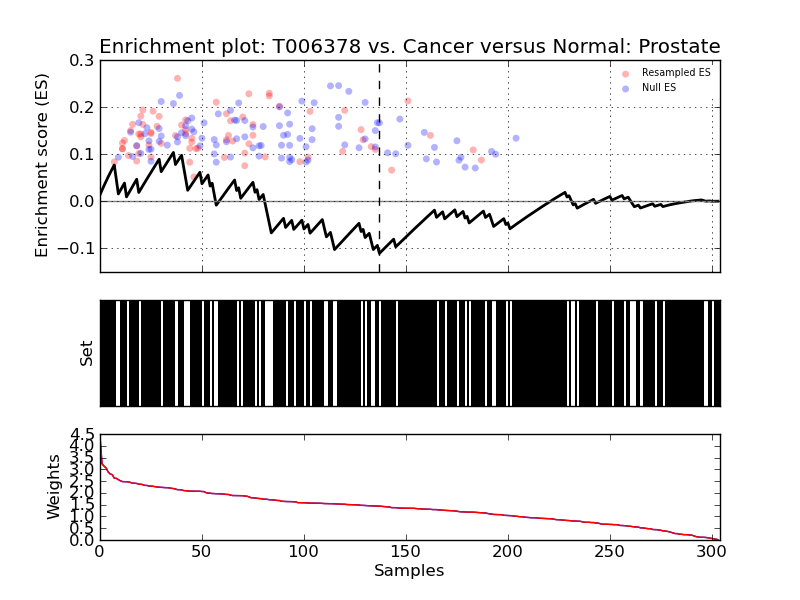 Enrichment plot: T006378 vs. Cancer versus Normal: Prostate
Enrichment score (ES)
0.3
0.2
0.1
0.0
−0.1
Resampled ES
Null ES
Set
Weights
4.5
4.0
3.5
3.0
2.5
2.0
1.5
1.0
0.5
0.0
0 50 100 150 200 250 300
Samples